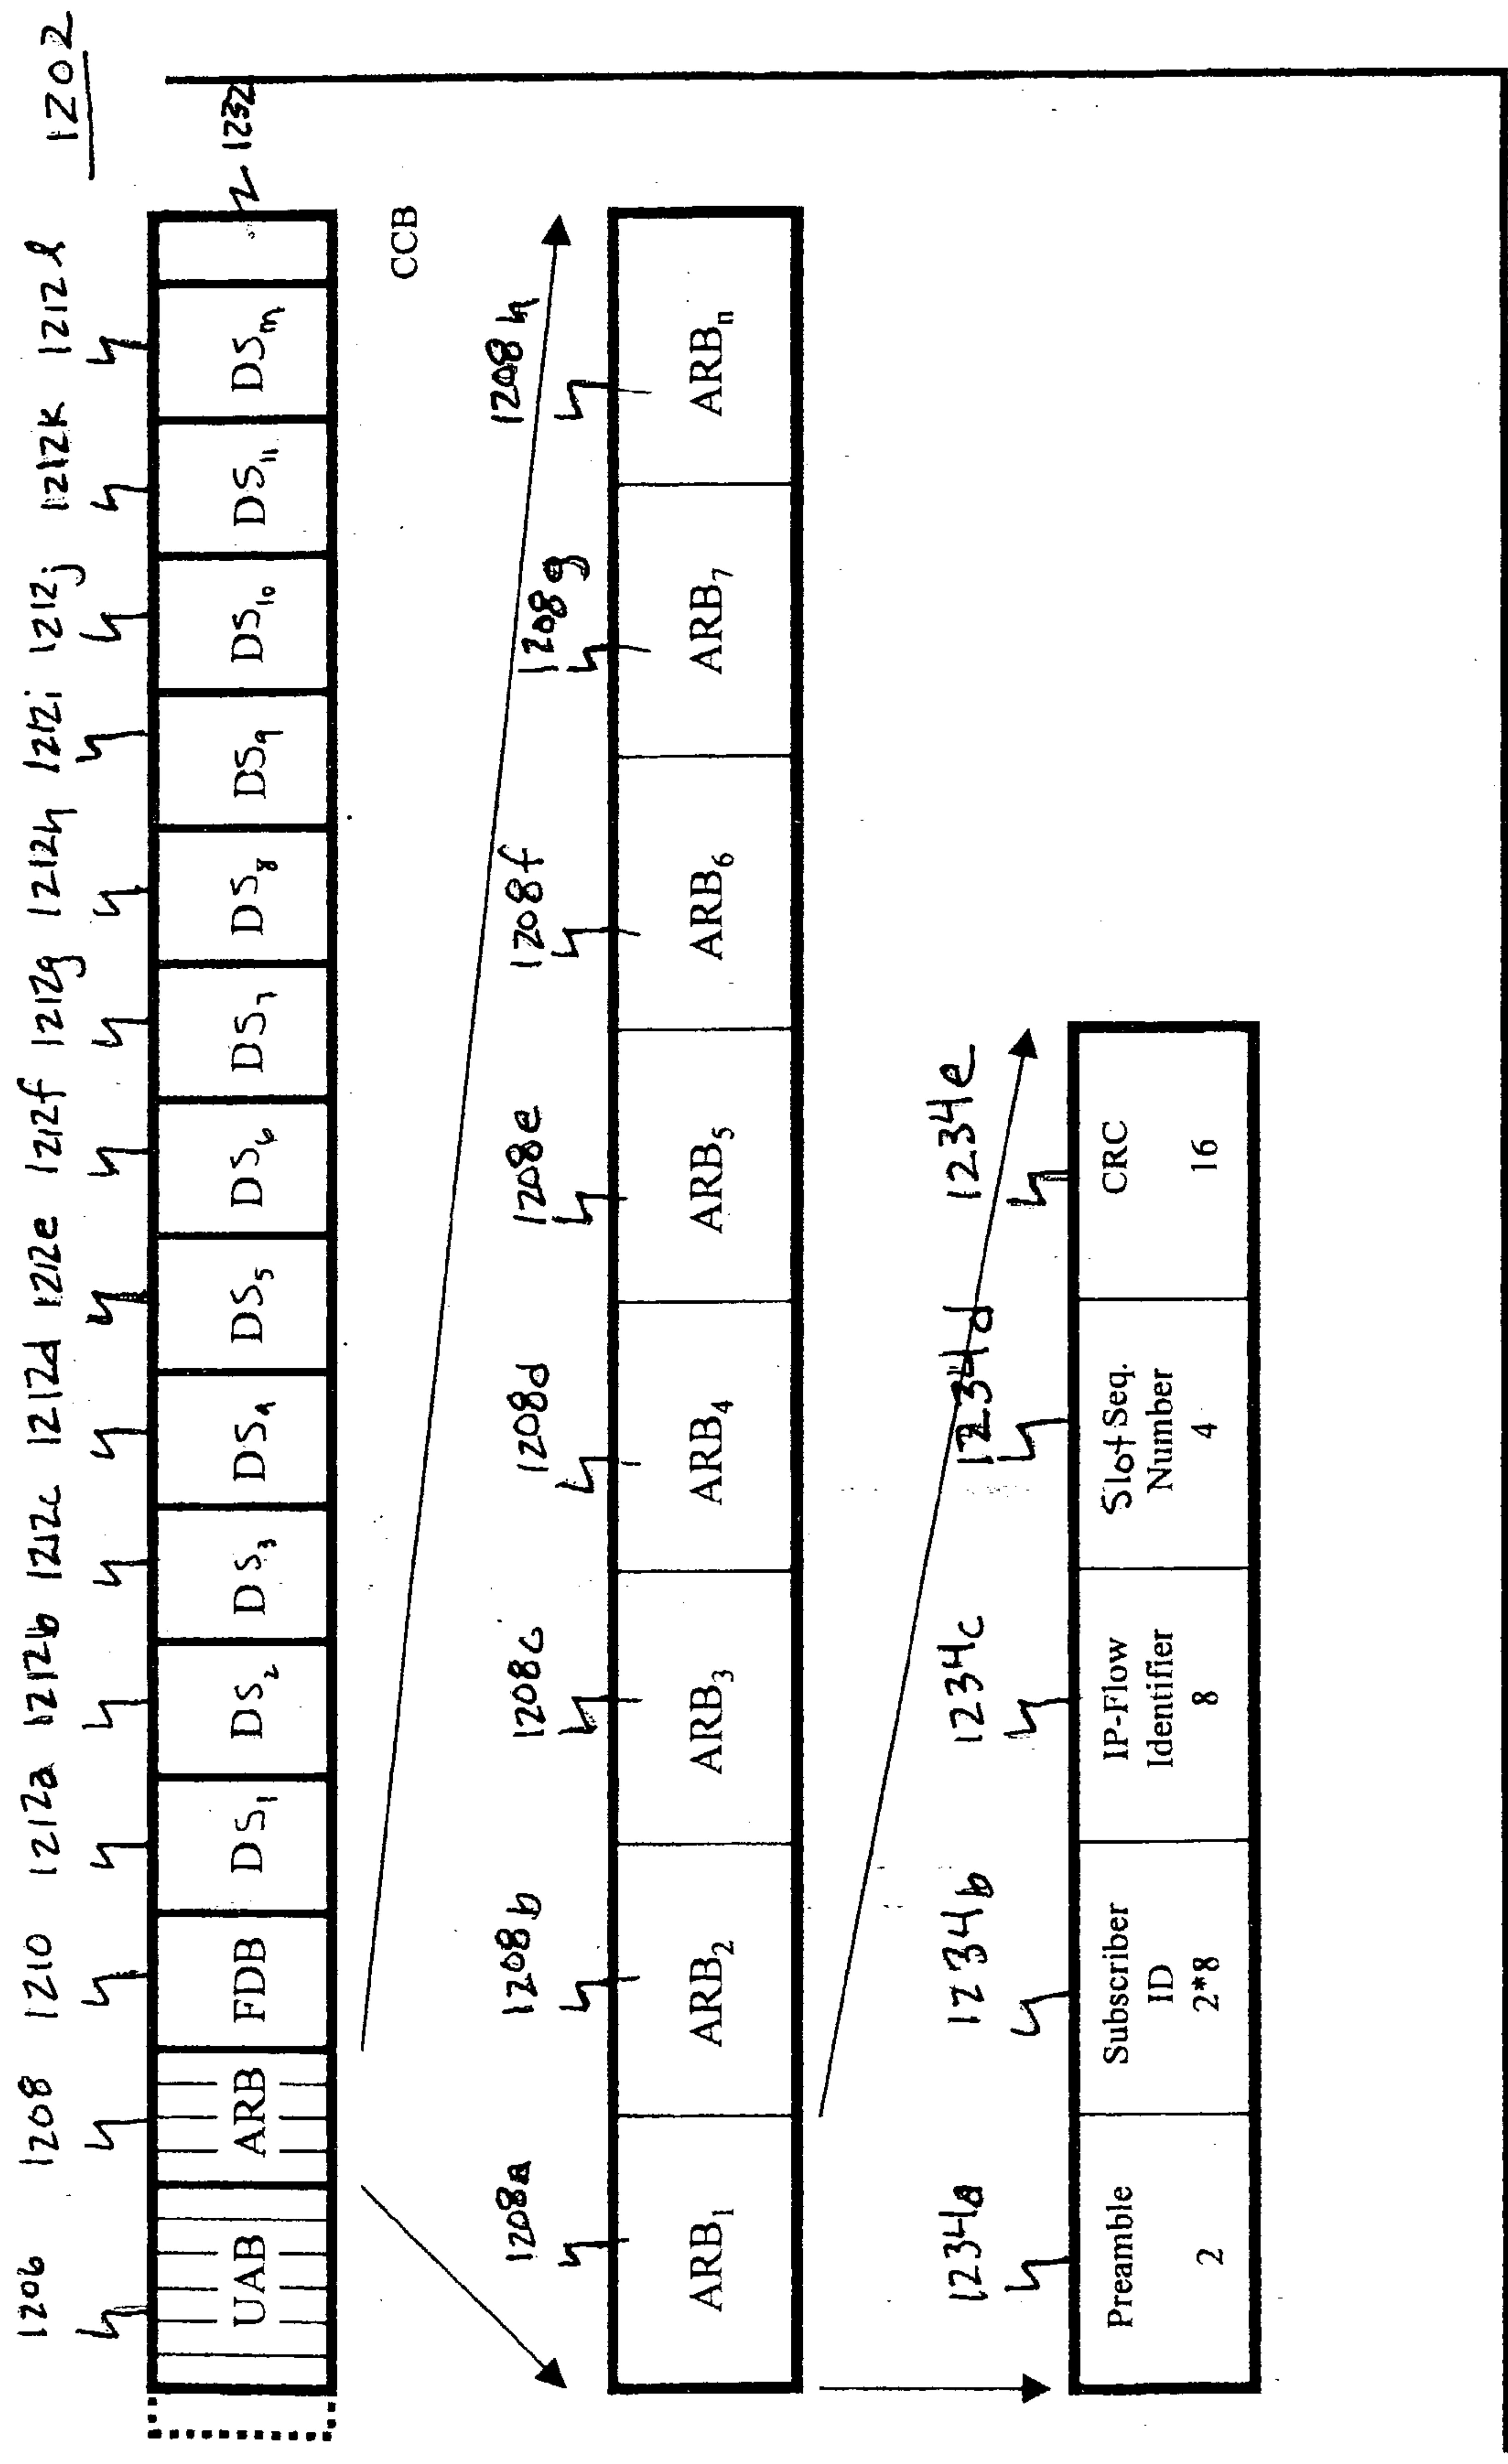 1202
1206 1208 1210 1212a 1212b 1212c 1212d 1212e 1212f 1212g 1212h 1212i 1212j 1212k 1212l
UAB ARB FDB DS1 DS2 DS3 DS4 DS5 DS6 DS7 DS8 DS9 DS10 DS11 DSm 1232
CCB
1208a 1208b 1208c 1208d 1208e 1208f 1208g 1208h
ARB1 ARB2 ARB3 ARB4 ARB5 ARB6 ARB7 ARBn
1234a 1234b 1234c 1234d 1234e
Preamble
2
Subscriber
ID
2*8
IP-Flow
Identifier
8
Slot Seq.
Number
4
CRC
16